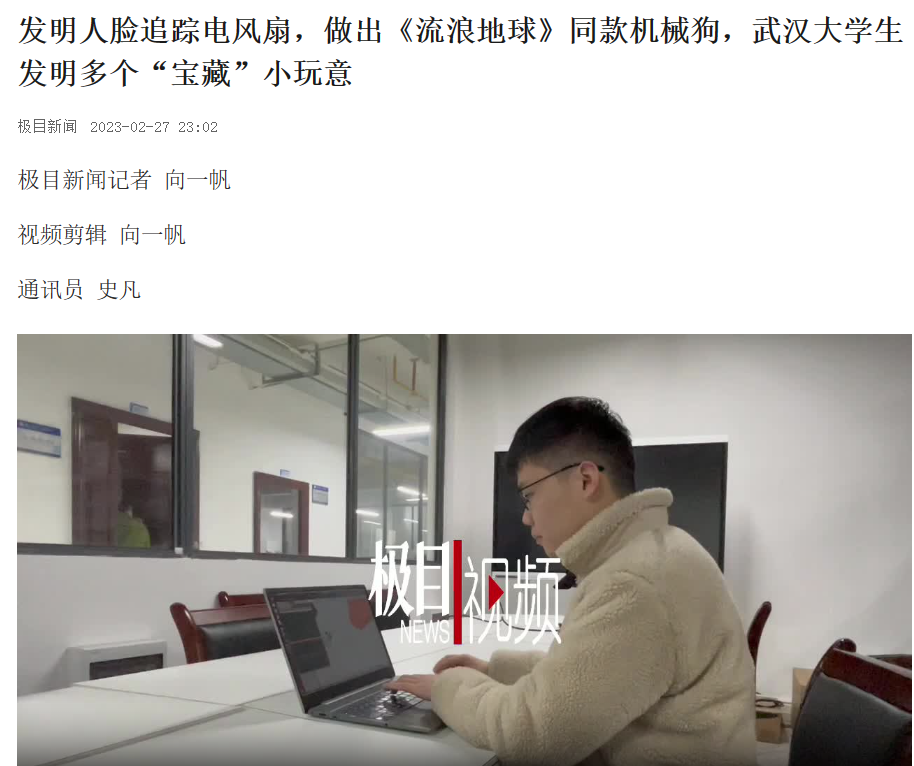 发明人脸追踪电风扇，做出《流浪地球》同款机械狗，武汉大学生
发明多个“宝藏”小玩意
极目新闻 2023-02-27 23:02
极目新闻记者 向一帆
视频剪辑 向一帆
通讯员 史凡
极目视频
NEWS